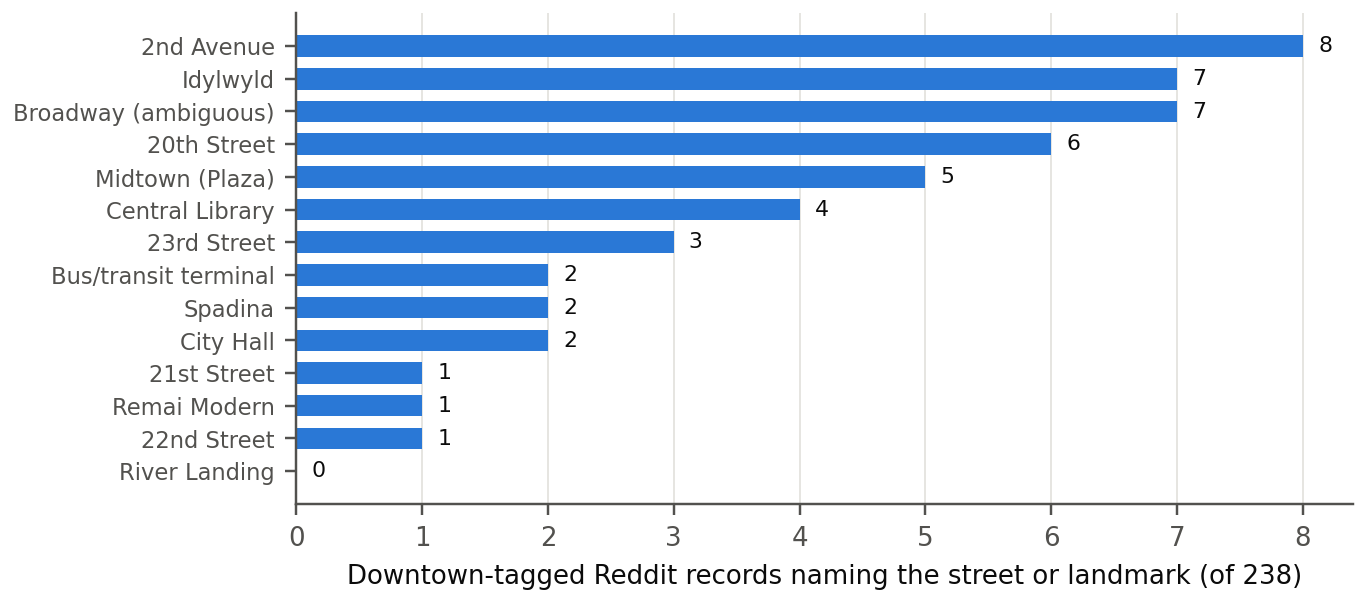 2nd Avenue 8
Idylwyld 7
Broadway (ambiguous) 7
20th Street 6
Midtown (Plaza) 5
Central Library 4
23rd Street 3
Bus/transit terminal 2
Spadina 2
City Hall 2
21st Street 1
Remai Modern 1
22nd Street 1
River Landing 0
0 1 2 3 4 5 6 7 8
Downtown-tagged Reddit records naming the street or landmark (of 238)